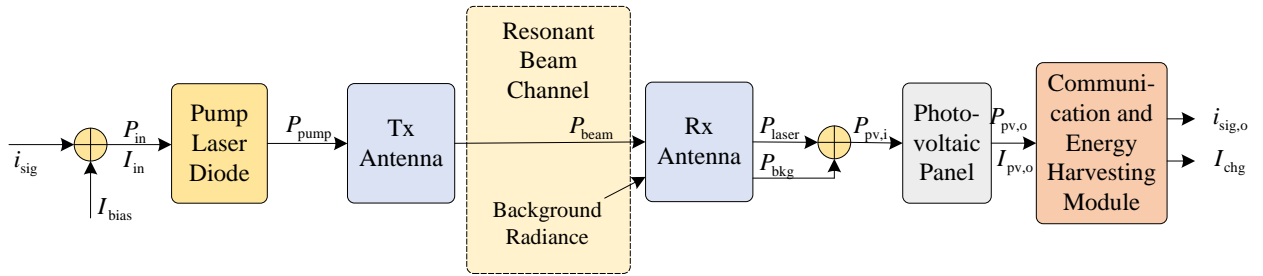 i_sig
I_bias
P_in
I_in
Pump
Laser
Diode
P_pump
Tx
Antenna
Resonant
Beam
Channel
P_beam
Background
Radiance
Rx
Antenna
P_laser
P_bkg
P_pv,i
Photo-
voltaic
Panel
P_pv,o
I_pv,o
Communi-
cation and
Energy
Harvesting
Module
i_sig,o
I_chg